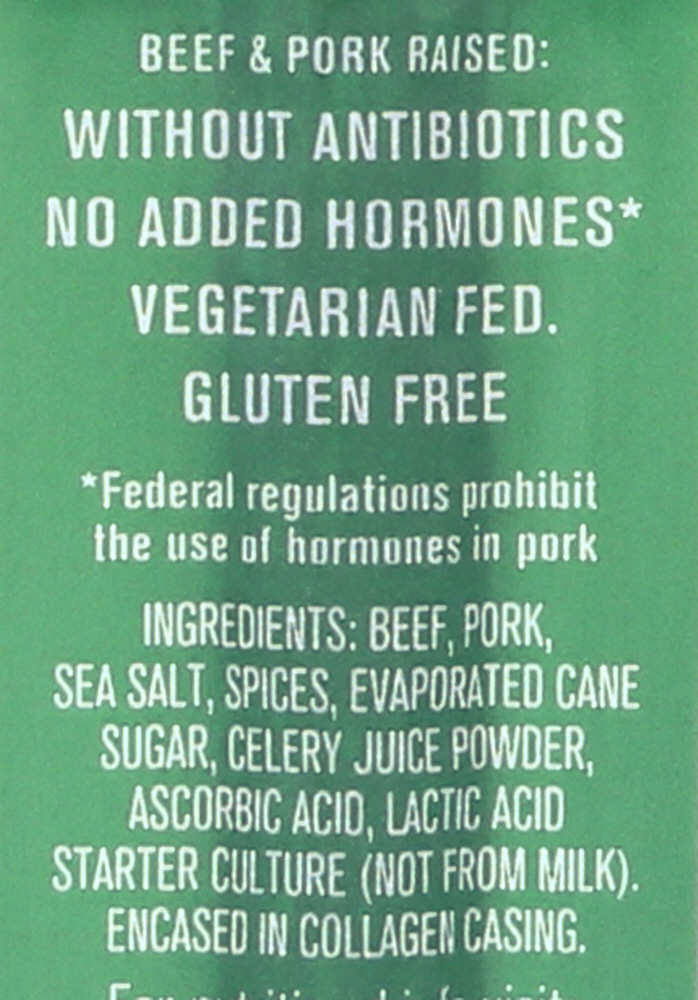 BEEF & PORK RAISED:
WITHOUT ANTIBIOTICS
NO ADDED HORMONES*
VEGETARIAN FED.
GLUTEN FREE
*Federal regulations prohibit
the use of hormones in pork
INGREDIENTS: BEEF, PORK,
SEA SALT, SPICES, EVAPORATED CANE
SUGAR, CELERY JUICE POWDER,
ASCORBIC ACID, LACTIC ACID
STARTER CULTURE (NOT FROM MILK).
ENCASED IN COLLAGEN CASING.
For